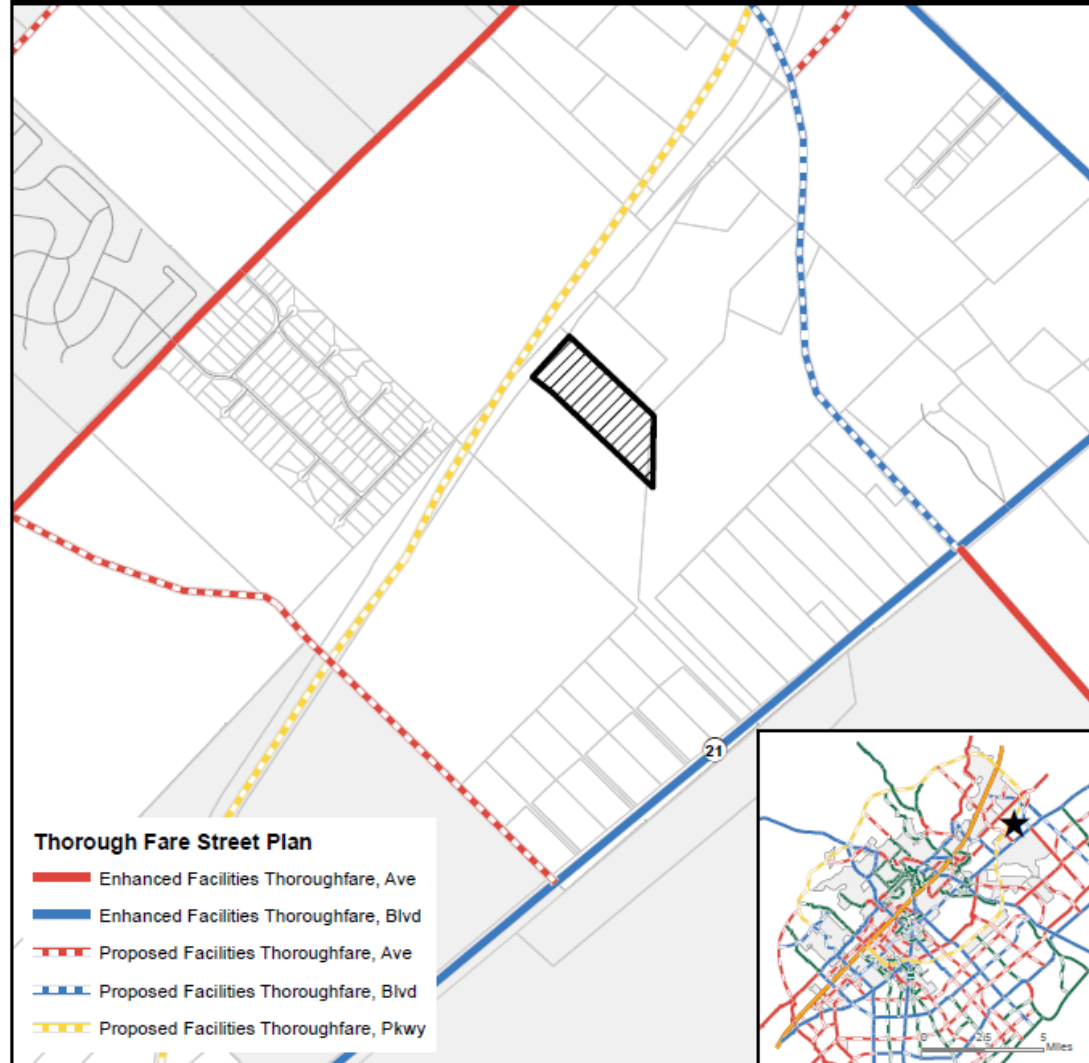 21
Thorough Fare Street Plan
Enhanced Facilities Thoroughfare, Ave
Enhanced Facilities Thoroughfare, Blvd
Proposed Facilities Thoroughfare, Ave
Proposed Facilities Thoroughfare, Blvd
Proposed Facilities Thoroughfare, Pkwy
0 2.5 5
Miles